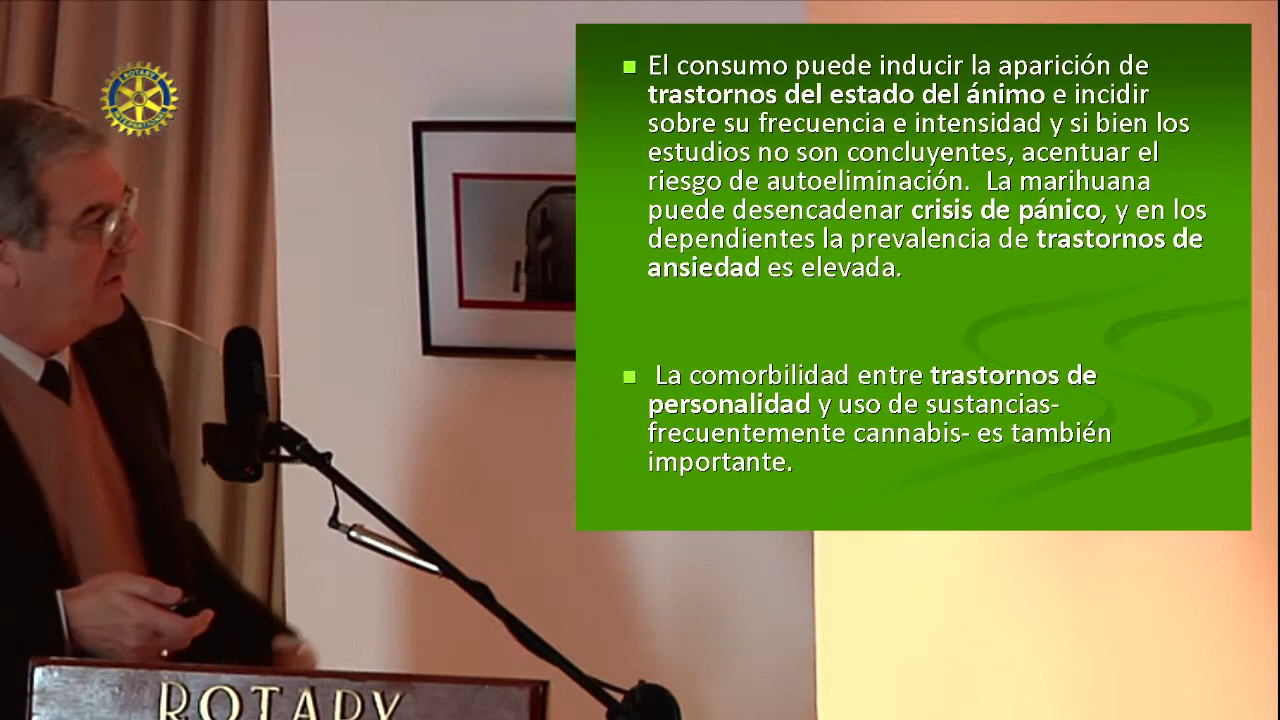 ROTARY
INTERNATIONAL
El consumo puede inducir la aparición de
trastornos del estado del ánimo e incidir
sobre su frecuencia e intensidad y si bien los
estudios no son concluyentes, acentuar el
riesgo de autoeliminación. La marihuana
puede desencadenar crisis de pánico, y en los
dependientes la prevalencia de trastornos de
ansiedad es elevada.
La comorbilidad entre trastornos de
personalidad y uso de sustancias-
frecuentemente cannabis- es también
importante.
ROTARY